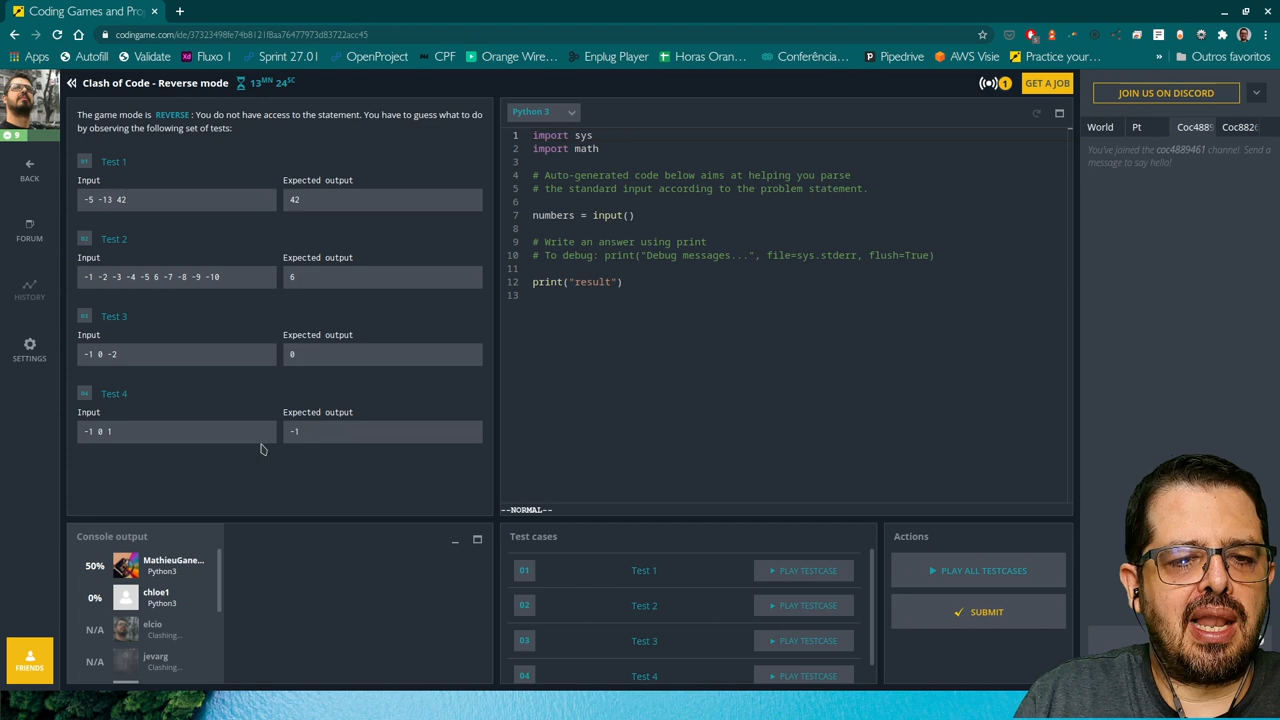 Coding Games and Pro
codingame.com/ide/37323498fe74b8121f8aa76477973d83722acc45
Apps
Autofill
Validate
Fluxo I
Sprint 27.01
OpenProject
CPF
Orange Wire...
Enplug Player
Horas Oran...
Conferência...
Pipedrive
AWS Visie
Practice your...
»
Outros favoritos
Clash of Code - Reverse mode
13MN 24SC
1
GET A JOB
JOIN US ON DISCORD
9
BACK
FORUM
HISTORY
SETTINGS
FRIENDS
The game mode is REVERSE: You do not have access to the statement. You have to guess what to do
by observing the following set of tests:
01 Test 1
Input
Expected output
-5 -13 42
42
02 Test 2
Input
Expected output
-1 -2 -3 -4 -5 6 -7 -8 -9 -10
6
03 Test 3
Input
Expected output
-1 0 -2
0
04 Test 4
Input
Expected output
-1 0 1
-1
Python 3
1 import sys
2 import math
3
4 # Auto-generated code below aims at helping you parse
5 # the standard input according to the problem statement.
6
7 numbers = input()
8
9 # Write an answer using print
10 # To debug: print("Debug messages...", file=sys.stderr, flush=True)
11
12 print("result")
13
--NORMAL--
World
Pt
Coc4889
Coc8826
You've joined the coc4889461 channel. Send a
message to say hello!
Console output
50%
MathieuGane...
Python3
0%
chloe1
Python3
N/A
elcio
Clashing...
N/A
jevarg
Clashing...
Test cases
01 Test 1 PLAY TESTCASE
02 Test 2 PLAY TESTCASE
03 Test 3 PLAY TESTCASE
04 Test 4 PLAY TESTCASE
Actions
PLAY ALL TESTCASES
SUBMIT